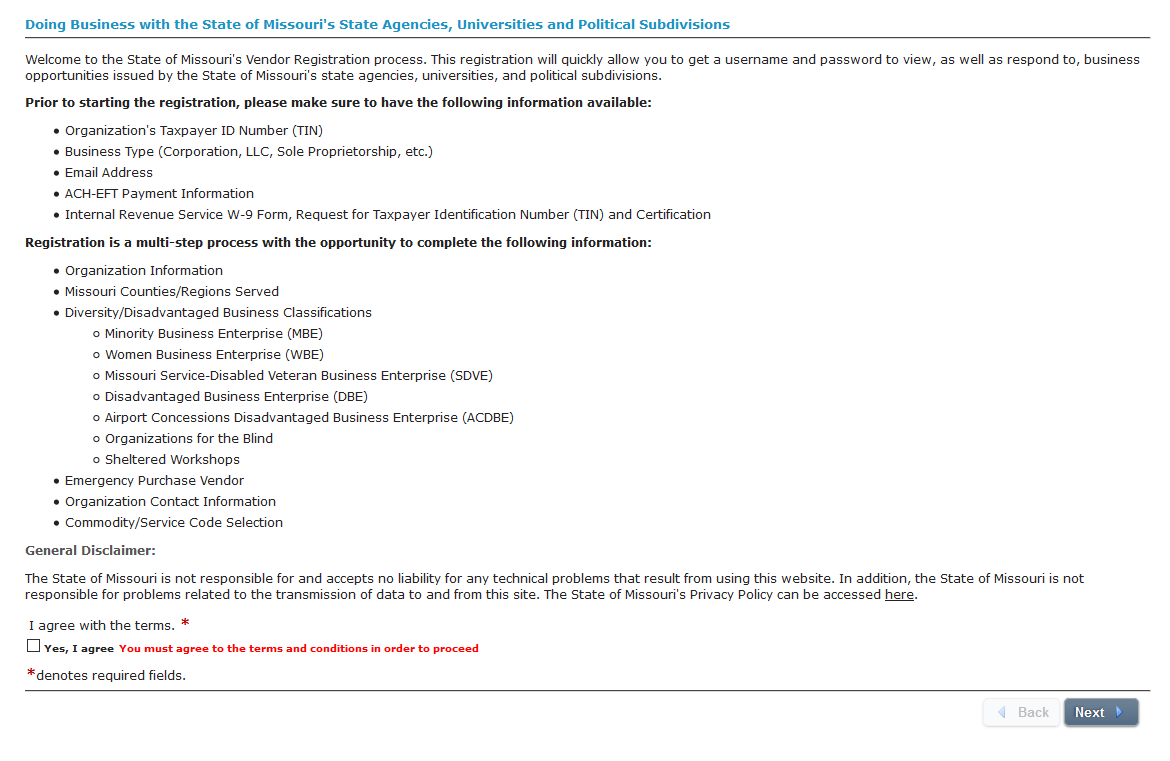 Doing Business with the State of Missouri's State Agencies, Universities and Political Subdivisions
Welcome to the State of Missouri's Vendor Registration process. This registration will quickly allow you to get a username and password to view, as well as respond to, business
opportunities issued by the State of Missouri's state agencies, universities, and political subdivisions.
Prior to starting the registration, please make sure to have the following information available:
• Organization's Taxpayer ID Number (TIN)
• Business Type (Corporation, LLC, Sole Proprietorship, etc.)
• Email Address
• ACH-EFT Payment Information
• Internal Revenue Service W-9 Form, Request for Taxpayer Identification Number (TIN) and Certification
Registration is a multi-step process with the opportunity to complete the following information:
• Organization Information
• Missouri Counties/Regions Served
• Diversity/Disadvantaged Business Classifications
○ Minority Business Enterprise (MBE)
○ Women Business Enterprise (WBE)
○ Missouri Service-Disabled Veteran Business Enterprise (SDVE)
○ Disadvantaged Business Enterprise (DBE)
○ Airport Concessions Disadvantaged Business Enterprise (ACDBE)
○ Organizations for the Blind
○ Sheltered Workshops
• Emergency Purchase Vendor
• Organization Contact Information
• Commodity/Service Code Selection
General Disclaimer:
The State of Missouri is not responsible for and accepts no liability for any technical problems that result from using this website. In addition, the State of Missouri is not
responsible for problems related to the transmission of data to and from this site. The State of Missouri's Privacy Policy can be accessed here.
I agree with the terms. *
Yes, I agree You must agree to the terms and conditions in order to proceed
*denotes required fields.
Back Next